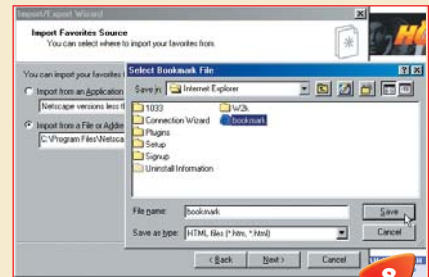 Import/Export Wizard
Import Favorites Source
You can select where to import your favorites from.
You can import your favorites
Import from an Application
Netscape versions less t
Import from a File or Addre
C:\Program Files\Netsca
Select Bookmark File
Save in: Internet Explorer
1033
Connection Wizard
Plugins
Setup
Signup
Uninstall Information
W2k
bookmark
File name: bookmark
Save
Save as type: HTML files (*.htm, *.html)
Cancel
< Back
Next >
Cancel
8